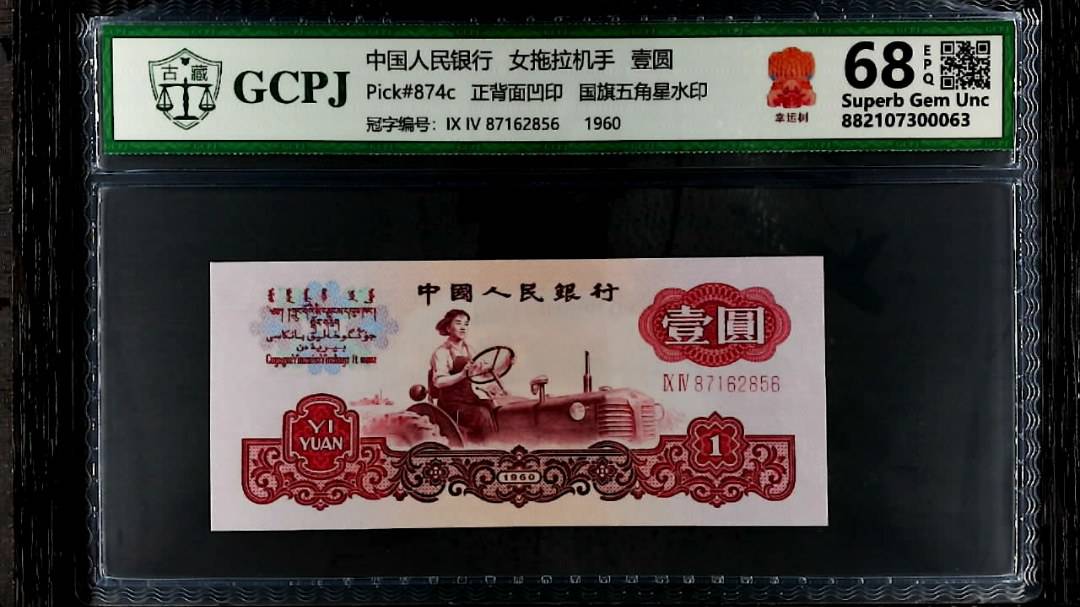 古藏
GCPJ
中国人民银行 女拖拉机手 壹圆
Pick#874c 正背面凹印 国旗五角星水印
冠字编号: IX IV 87162856 1960
幸运树
68 EPQ
Superb Gem Unc
882107300063
中國人民銀行
壹圓
IX IV 87162856
YI
YUAN
1960
1